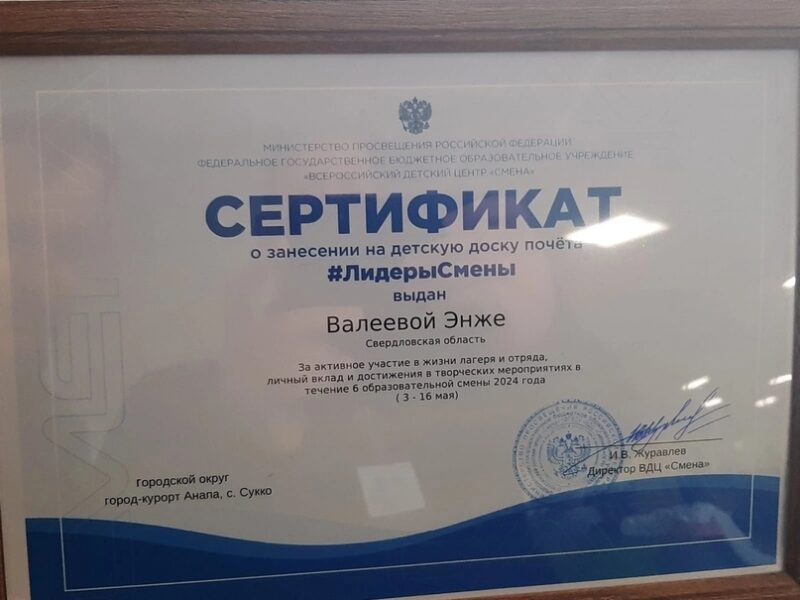 МИНИСТЕРСТВО ПРОСВЕЩЕНИЯ РОССИЙСКОЙ ФЕДЕРАЦИИ
ФЕДЕРАЛЬНОЕ ГОСУДАРСТВЕННОЕ БЮДЖЕТНОЕ ОБРАЗОВАТЕЛЬНОЕ УЧРЕЖДЕНИЕ
«ВСЕРОССИЙСКИЙ ДЕТСКИЙ ЦЕНТР «СМЕНА»
СЕРТИФИКАТ
о занесении на детскую доску почёта
#ЛидерыСмены
выдан
Валеевой Энже
Свердловская область
За активное участие в жизни лагеря и отряда,
личный вклад и достижения в творческих мероприятиях в
течение 6 образовательной смены 2024 года
( 3 - 16 мая)
И.В. Журавлев
Директор ВДЦ «Смена»
Городской округ
город-курорт Анапа, с. Сукко